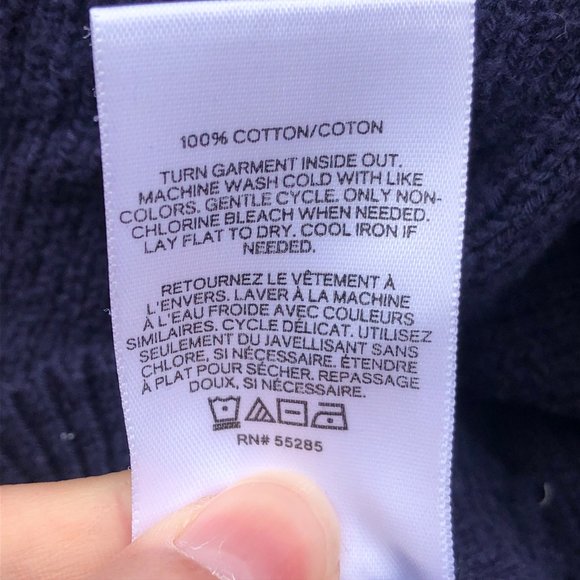 100% COTTON/COTON
TURN GARMENT INSIDE OUT.
MACHINE WASH COLD WITH LIKE
COLORS. GENTLE CYCLE. ONLY NON-
CHLORINE BLEACH WHEN NEEDED.
LAY FLAT TO DRY. COOL IRON IF
NEEDED.
RETOURNEZ LE VÊTEMENT À
L'ENVERS. LAVER À LA MACHINE
À L'EAU FROIDE AVEC COULEURS
SIMILAIRES. CYCLE DÉLICAT. UTILISEZ
SEULEMENT DU JAVELLISANT SANS
CHLORE, SI NÉCESSAIRE. ÉTENDRE
À PLAT POUR SÉCHER. REPASSAGE
DOUX, SI NÉCESSAIRE.
RN# 55285